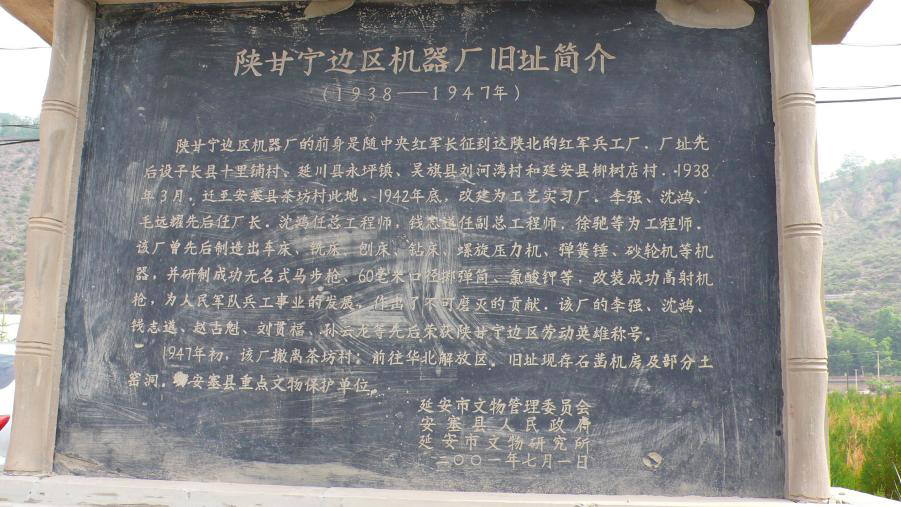 陕甘宁边区机器厂旧址简介
(1938——1947年)
陕甘宁边区机器厂的前身是随中央红军长征到达陕北的红军兵工厂．厂址先
后设子长县十里铺村、延川县永坪镇、吴旗县刘河湾村和延安县柳树店村．1938
年3月，迁至安塞县茶坊村此地．1942年底，改建为工艺实习厂．李强、沈鸿、
毛远耀先后任厂长．沈鸿任总工程师，钱志道任副总工程师，徐驰等为工程师．
该厂曾先后制造出车床、铣床、刨床、钻床、螺旋压力机、弹簧锤、砂轮机等机
器，并研制成功无名式马步枪、60毫米口径掷弹筒、氯酸钾等，改装成功高射机
枪，为人民军队兵工事业的发展，作出了不可磨灭的贡献．该厂的李强、沈鸿、
钱志道、赵占魁、刘贯福、孙云龙等先后荣获陕甘宁边区劳动英雄称号．
1947年初，该厂撤离茶坊村；前往华北解放区．旧址现存石凿机房及部分土
窑洞．安塞县重点文物保护单位．
延安市文物管理委员会
安塞县人民政府
延安市文物研究所
二〇〇一年七月一日